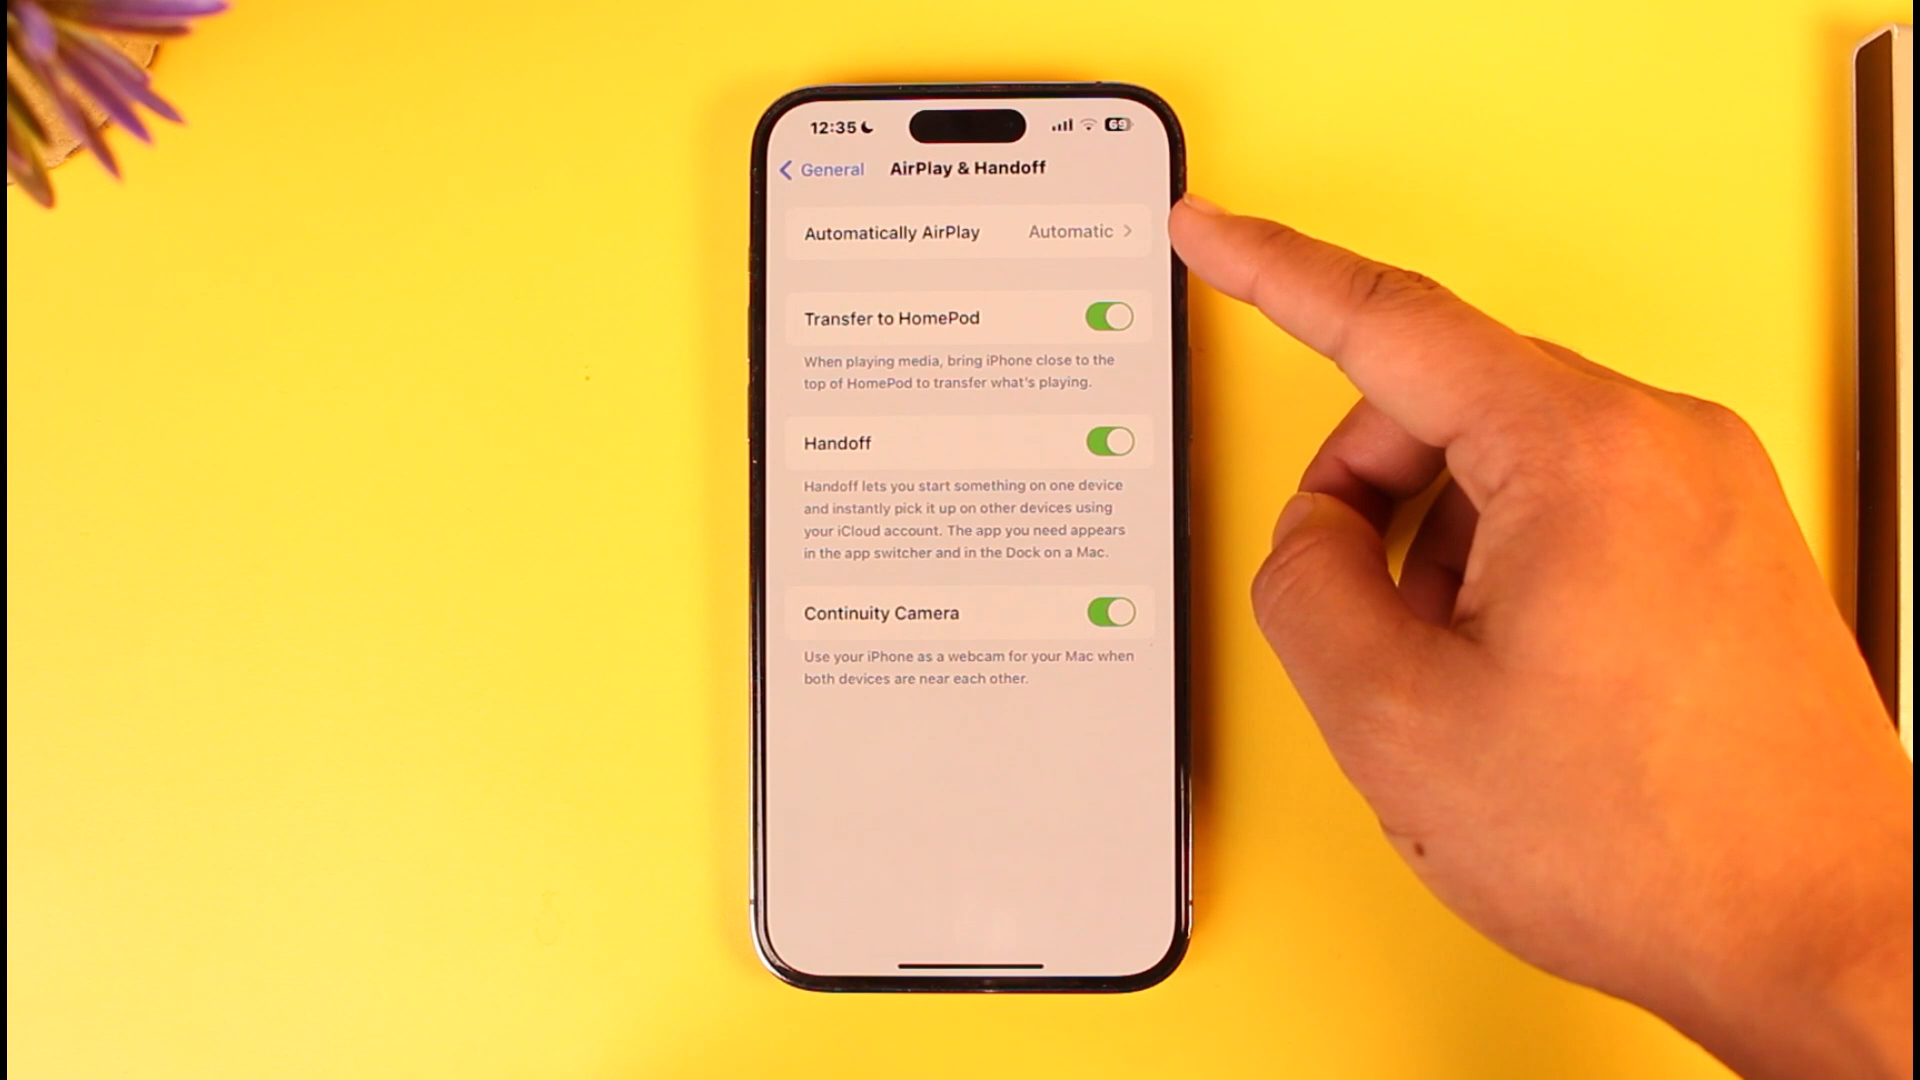 12:35
69
General
AirPlay & Handoff
Automatically AirPlay
Automatic
Transfer to HomePod
When playing media, bring iPhone close to the
top of HomePod to transfer what's playing.
Handoff
Handoff lets you start something on one device
and instantly pick it up on other devices using
your iCloud account. The app you need appears
in the app switcher and in the Dock on a Mac.
Continuity Camera
Use your iPhone as a webcam for your Mac when
both devices are near each other.